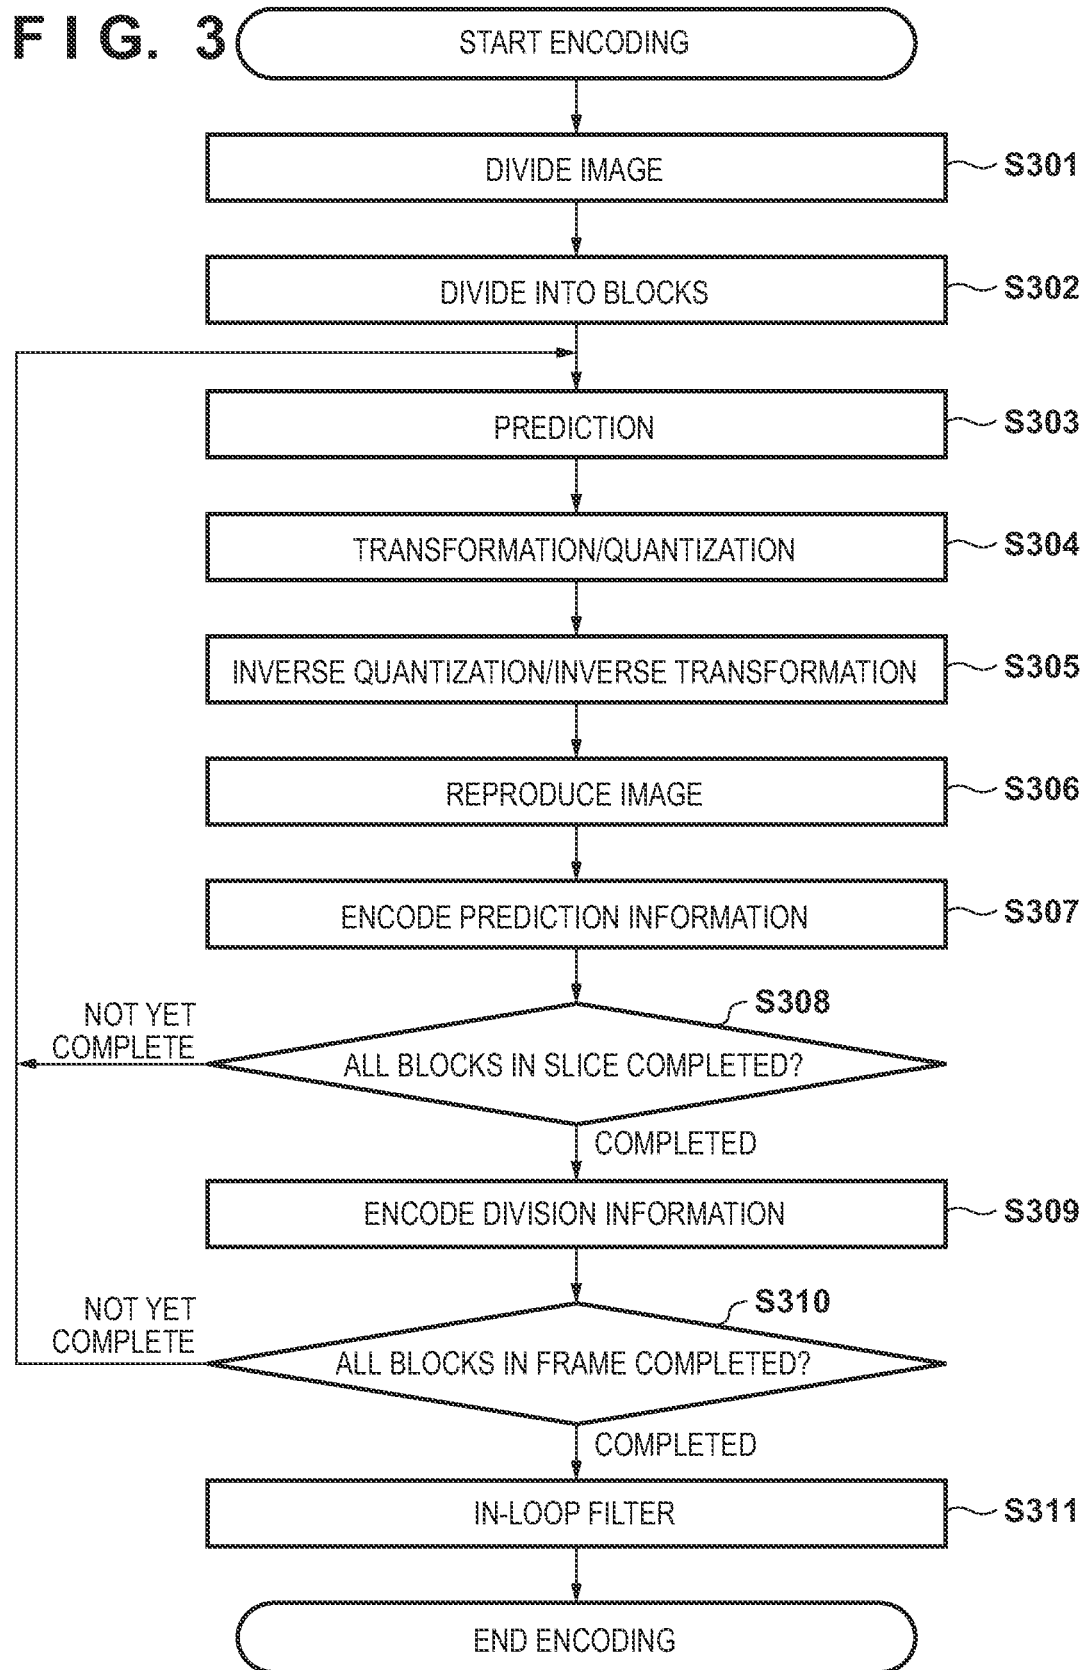 FIG. 3
START ENCODING
DIVIDE IMAGE
S301
DIVIDE INTO BLOCKS
S302
PREDICTION
S303
TRANSFORMATION/QUANTIZATION
S304
INVERSE QUANTIZATION/INVERSE TRANSFORMATION
S305
REPRODUCE IMAGE
S306
ENCODE PREDICTION INFORMATION
S307
S308
NOT YET
COMPLETE
ALL BLOCKS IN SLICE COMPLETED?
COMPLETED
ENCODE DIVISION INFORMATION
S309
S310
NOT YET
COMPLETE
ALL BLOCKS IN FRAME COMPLETED?
COMPLETED
IN-LOOP FILTER
S311
END ENCODING